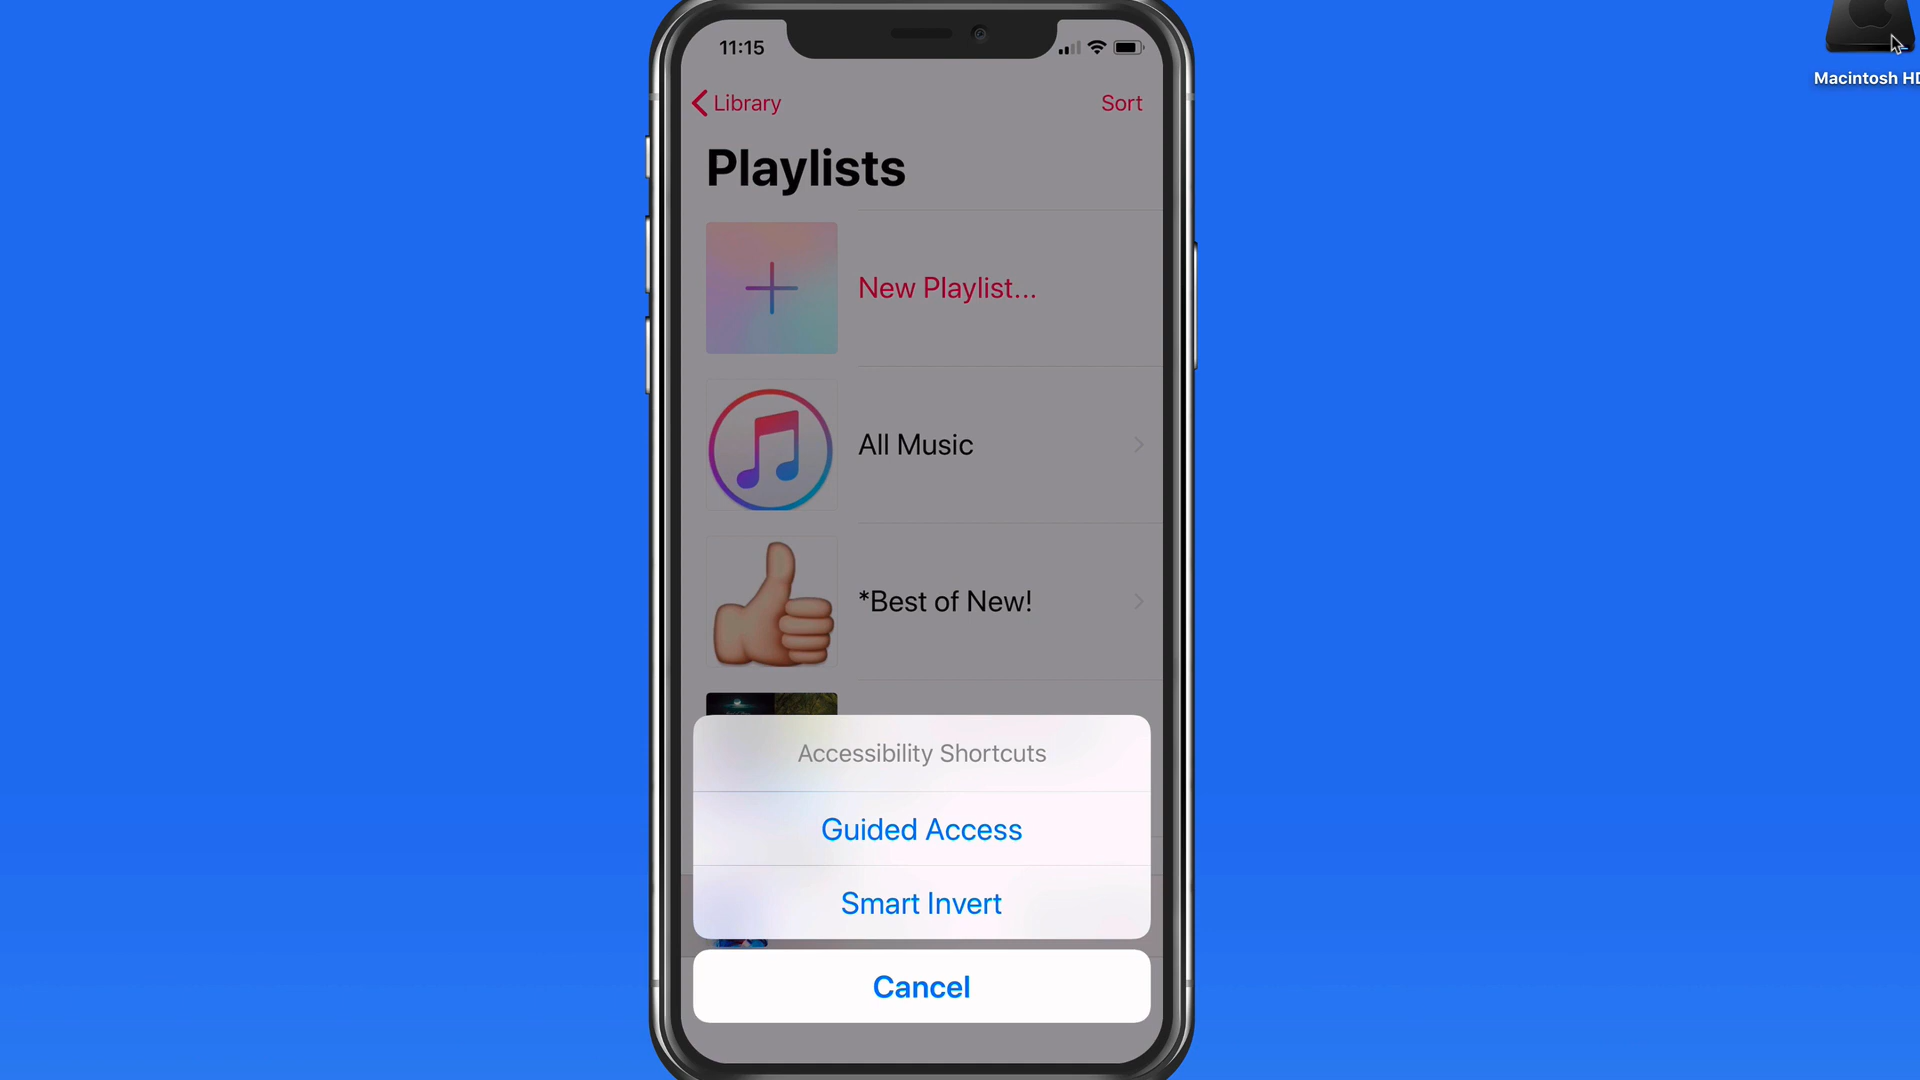 11:15
Macintosh HD
Library
Sort
Playlists
New Playlist...
All Music
*Best of New!
Accessibility Shortcuts
Guided Access
Smart Invert
Cancel